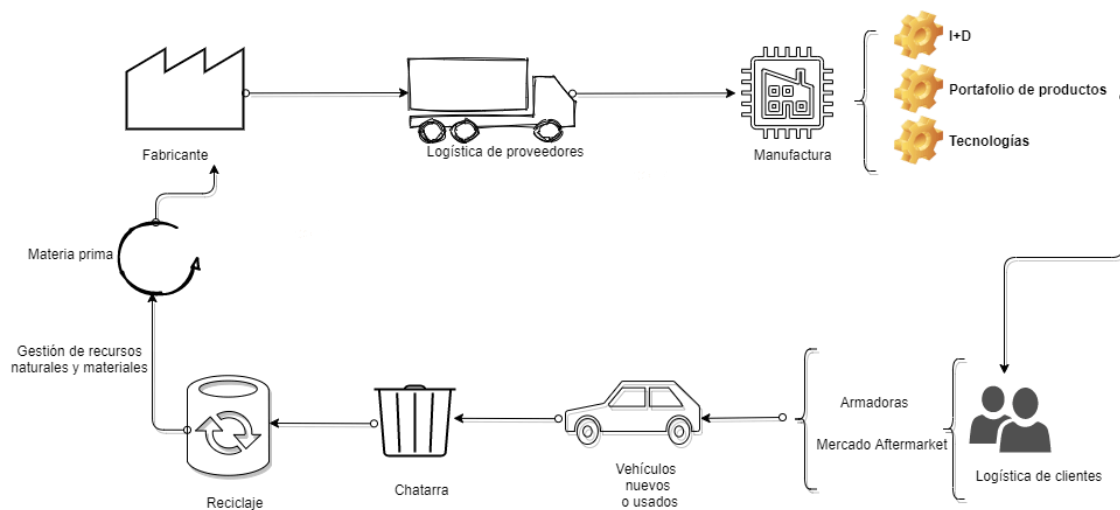 I+D
Portafolio de productos
Tecnologías
Fabricante
Logística de proveedores
Manufactura
Materia prima
Gestión de recursos
naturales y materiales
Armadoras
Mercado Aftermarket
Logística de clientes
Vehículos
nuevos
o usados
Chatarra
Reciclaje